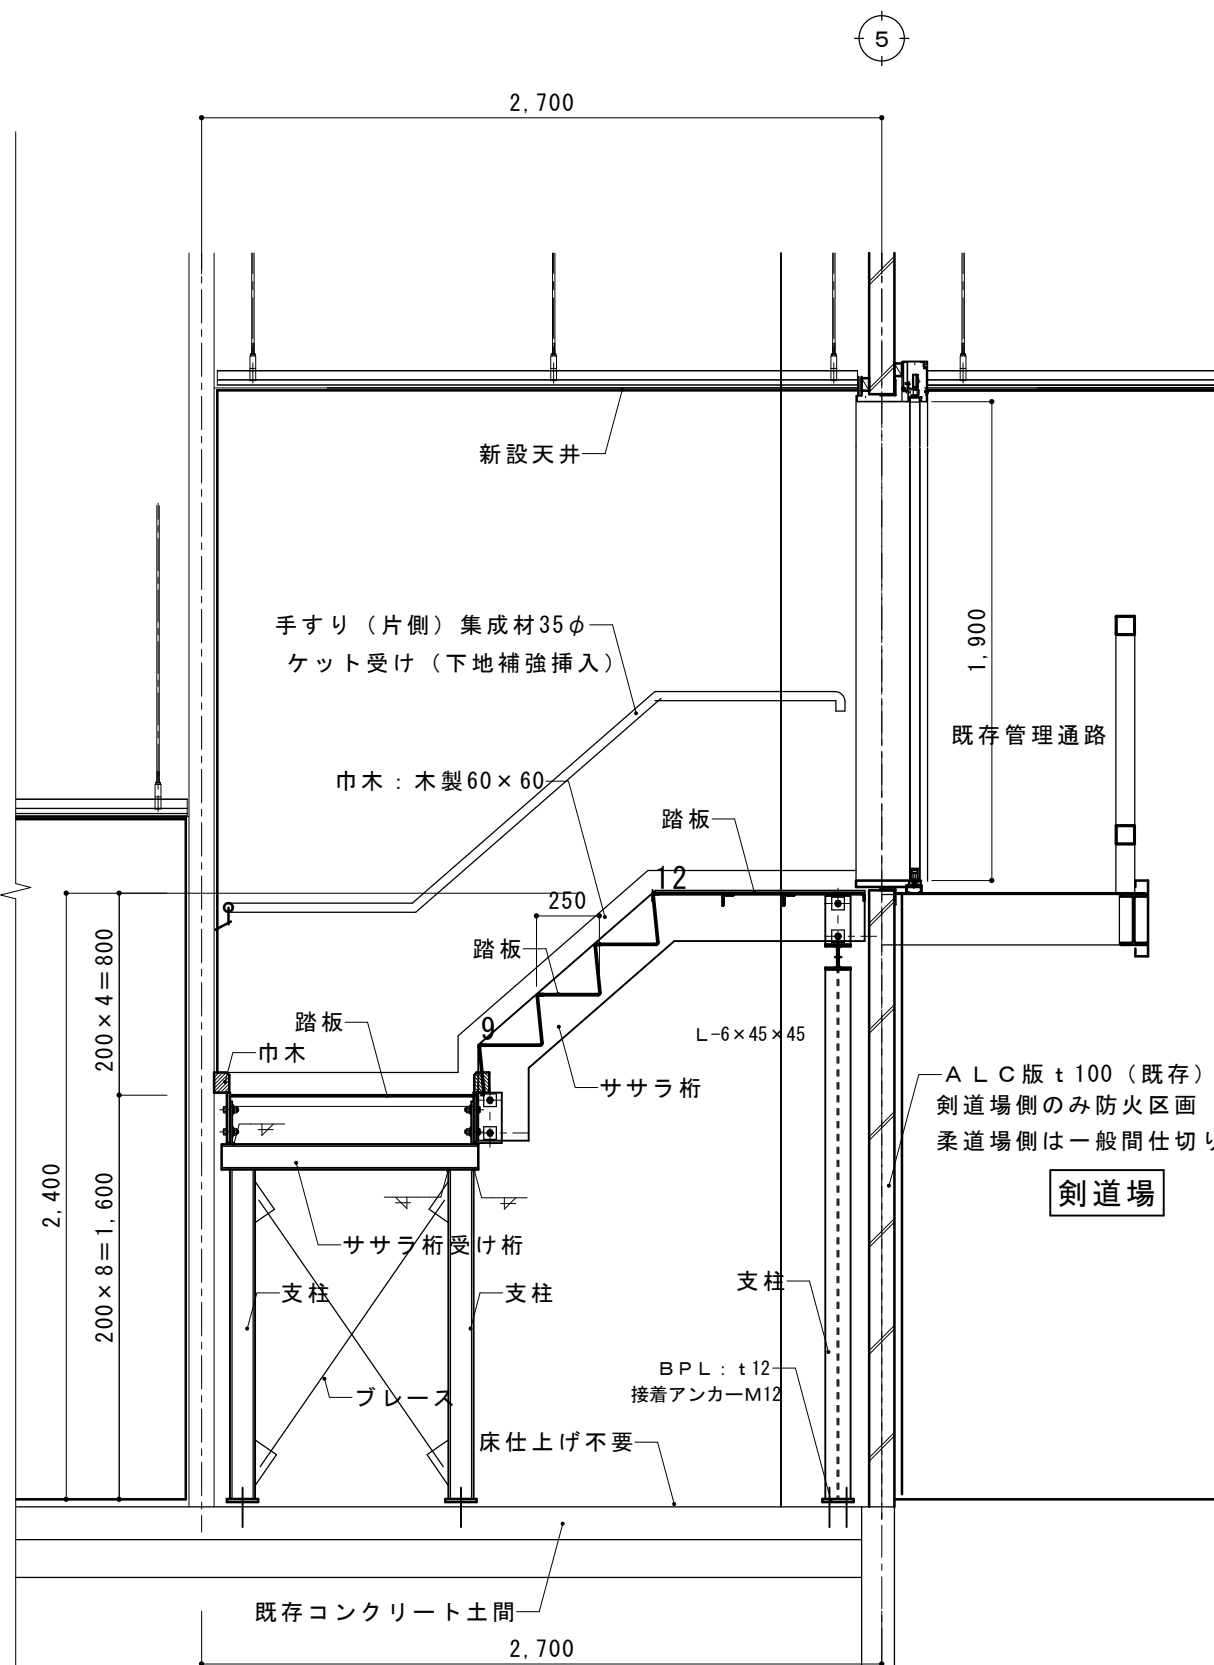 5
2,700
新設天井
手すり（片側）集成材35φ
ケット受け（下地補強挿入）
1,900
既存管理通路
巾木：木製60×60
踏板
12
250
踏板
200×4＝800
踏板
9
巾木
L-6×45×45
ササラ桁
ＡＬＣ版ｔ100（既存）
剣道場側のみ防火区画
柔道場側は一般間仕切り
剣道場
2,400
200×8＝1,600
ササラ桁受け桁
支柱
支柱
支柱
ＢＰＬ：ｔ12
接着アンカーM12
ブレース
床仕上げ不要
既存コンクリート土間
2,700